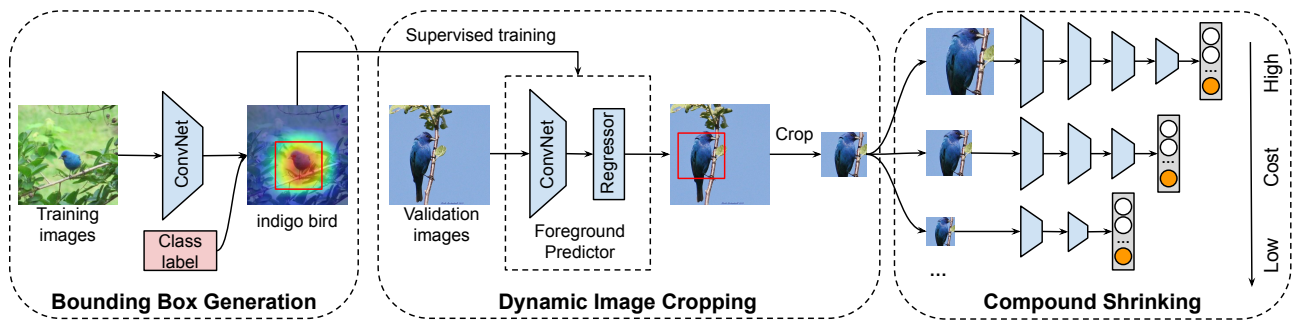 Supervised training
ConvNet
Training
images
Class
label
indigo bird
Bounding Box Generation
Validation
images
ConvNet
Regressor
Foreground
Predictor
Crop
Dynamic Image Cropping
...
...
...
...
High
Cost
Low
Compound Shrinking